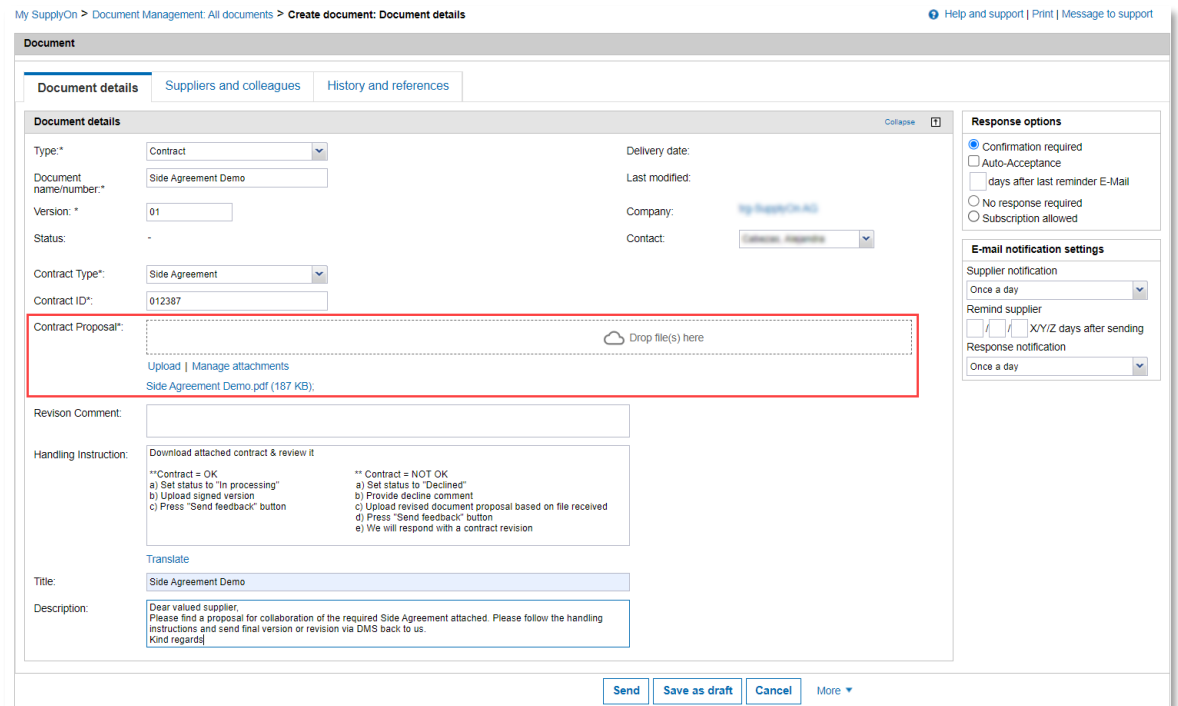 My SupplyOn > Document Management: All documents > Create document: Document details
Help and support | Print | Message to support
Document
Document details
Suppliers and colleagues
History and references
Document details
Collapse
Type:*
Contract
Delivery date:
Document
name/number:*
Side Agreement Demo
Last modified:
Version: *
01
Company:
Status:
-
Contact:
Contract Type*:
Side Agreement
Contract ID*:
012387
Contract Proposal*:
Drop file(s) here
Upload | Manage attachments
Side Agreement Demo.pdf (187 KB);
Revison Comment:
Handling Instruction:
Download attached contract & review it
**Contract = OK
a) Set status to "In processing"
b) Upload signed version
c) Press "Send feedback" button
** Contract = NOT OK
a) Set status to "Declined"
b) Provide decline comment
c) Upload revised document proposal based on file received
d) Press "Send feedback" button
e) We will respond with a contract revision
Translate
Title:
Side Agreement Demo
Description:
Dear valued supplier,
Please find a proposal for collaboration of the required Side Agreement attached. Please follow the handling
instructions and send final version or revision via DMS back to us.
Kind regards
Response options
Confirmation required
Auto-Acceptance
days after last reminder E-Mail
No response required
Subscription allowed
E-mail notification settings
Supplier notification
Once a day
Remind supplier
/ / X/Y/Z days after sending
Response notification
Once a day
Send
Save as draft
Cancel
More